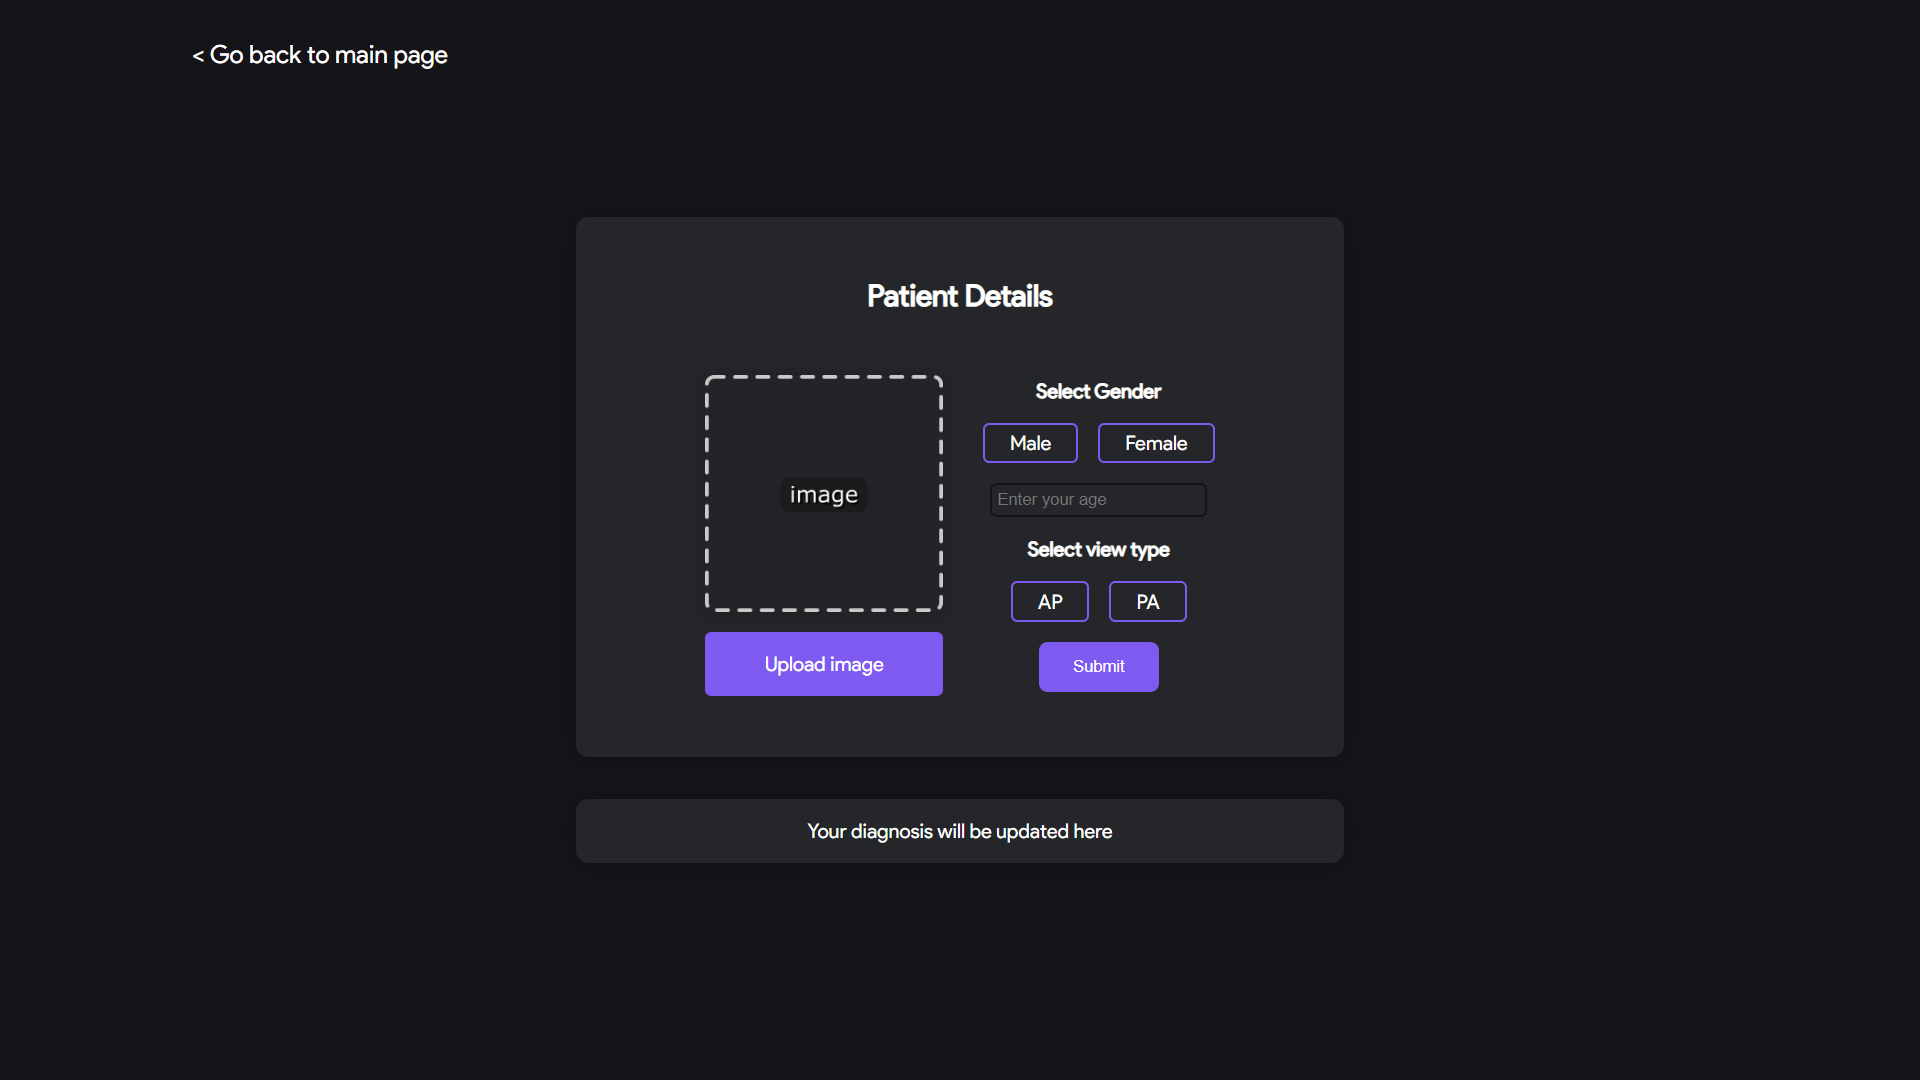 < Go back to main page
Patient Details
image
Upload image
Select Gender
Male Female
Enter your age
Select view type
AP PA
Submit
Your diagnosis will be updated here